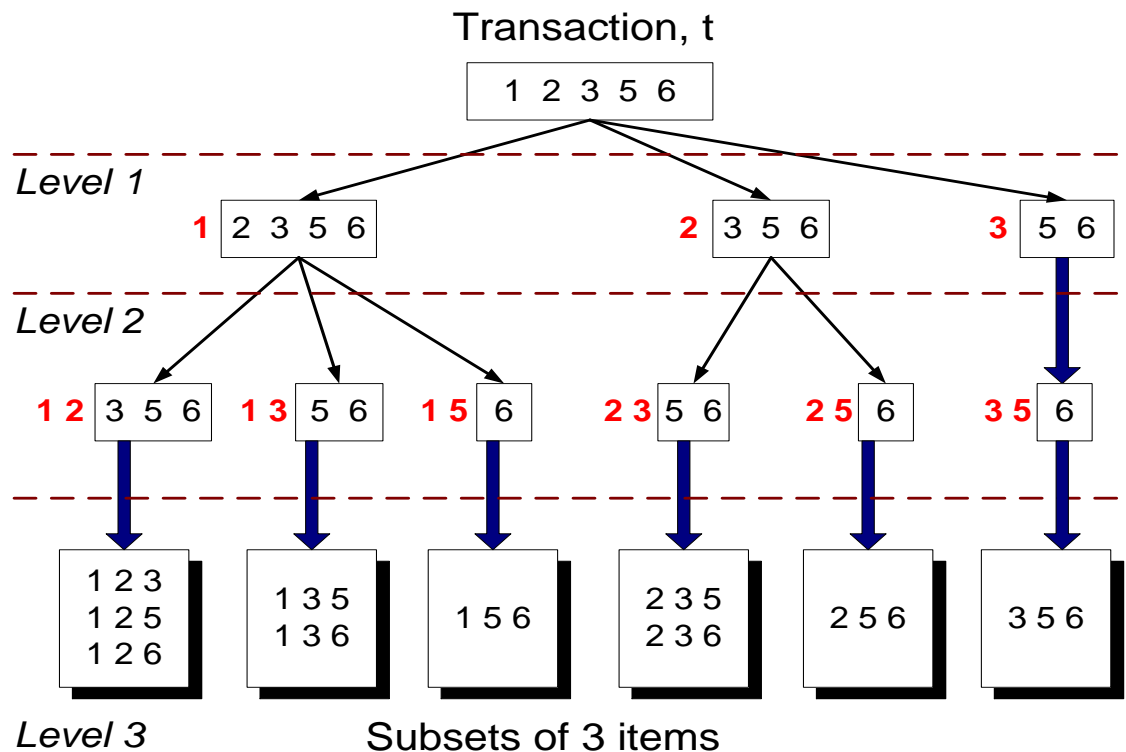 Transaction, t
1 2 3 5 6
Level 1
1 2 3 5 6
2 3 5 6
3 5 6
Level 2
1 2 3 5 6
1 3 5 6
1 5 6
2 3 5 6
2 5 6
3 5 6
1 2 3
1 2 5
1 2 6
1 3 5
1 3 6
1 5 6
2 3 5
2 3 6
2 5 6
3 5 6
Level 3
Subsets of 3 items